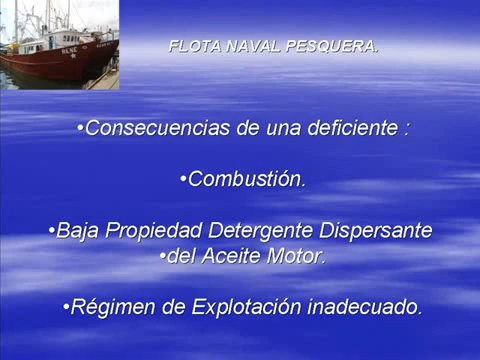 FLOTA NAVAL PESQUERA.
•Consecuencias de una deficiente :
•Combustión.
•Baja Propiedad Detergente Dispersante
•del Aceite Motor.
•Régimen de Explotación inadecuado.